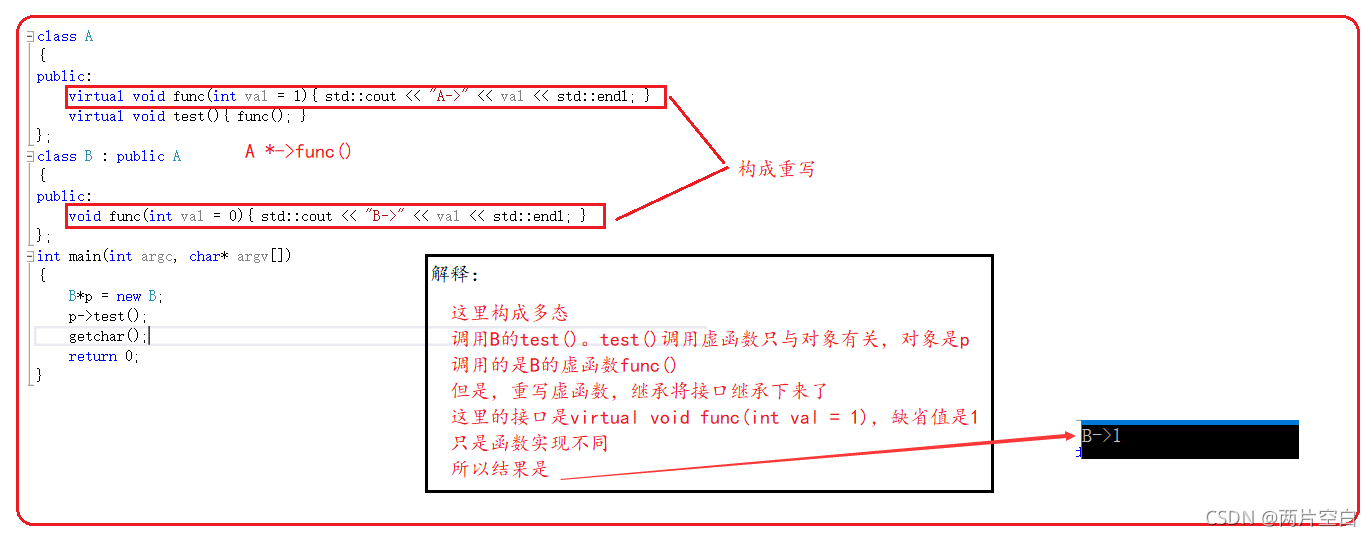 class A
{
public:
virtual void func(int val = 1){ std::cout << "A->" << val << std::endl; }
virtual void test(){ func(); }
};
class B : public A
A *->func()
{
public:
构成重写
void func(int val = 0){ std::cout << "B->" << val << std::endl; }
};
int main(int argc, char* argv[])
{
B*p = new B;
p->test();
getchar();
return 0;
}
解释：
这里构成多态
调用B的test()。test()调用虚函数只与对象有关，对象是p
调用的是B的虚函数func()
但是，重写虚函数，继承将接口继承下来了
这里的接口是virtual void func(int val = 1)，缺省值是1
只是函数实现不同
所以结果是
B->1
CSDN @两片空白